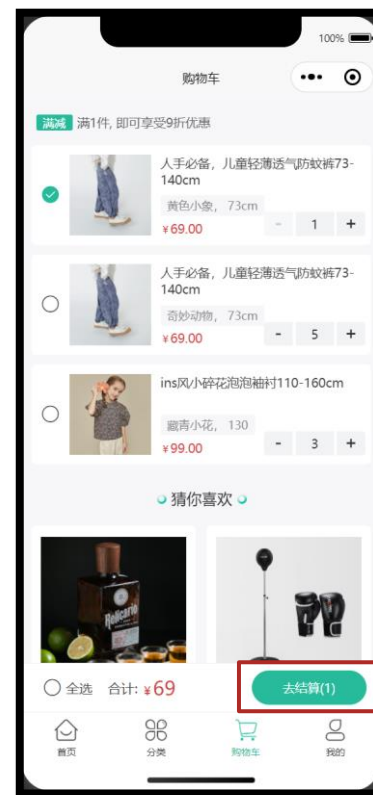 100%
购物车
满减 满1件, 即可享受9折优惠
人手必备，儿童轻薄透气防蚊裤73-
140cm
黄色小象, 73cm
¥69.00
- 1 +
人手必备，儿童轻薄透气防蚊裤73-
140cm
奇妙动物, 73cm
¥69.00
- 5 +
ins风小碎花泡泡袖衬110-160cm
藏青小花, 130
¥99.00
- 3 +
猜你喜欢
Relicario
全选 合计: ¥69
去结算(1)
首页 分类 购物车 我的